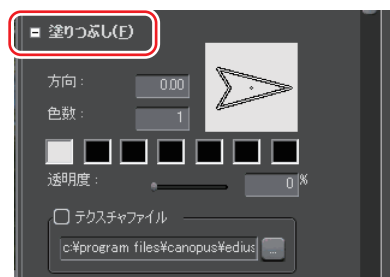 塗りつぶし(F)
方向 : 0.00
色数 : 1
透明度 : 0 %
テクスチャファイル
c:¥program files¥canopus¥edius ...